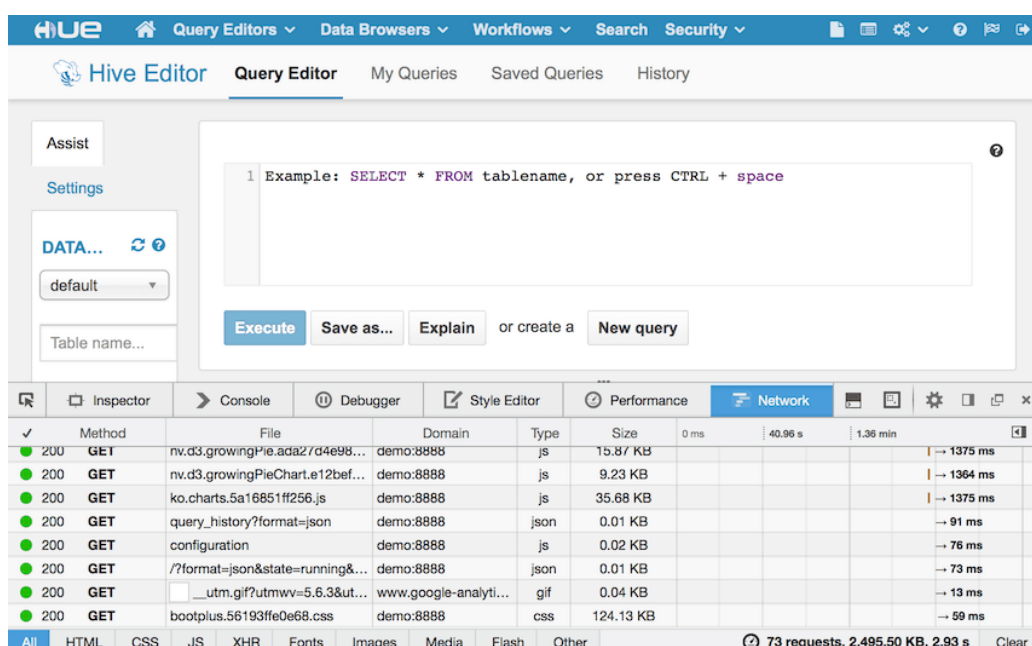 HUE Query Editors Data Browsers Workflows Search Security
Hive Editor Query Editor My Queries Saved Queries History
Assist
Settings
DATA...
default
Table name...
1 Example: SELECT * FROM tablename, or press CTRL + space
Execute Save as... Explain or create a New query
Inspector Console Debugger Style Editor Performance Network
✓ Method File Domain Type Size 0 ms 40.96 s 1.36 min
200 GET nv.d3.growingPie.ada27d4e98... demo:8888 js 15.87 KB → 1375 ms
200 GET nv.d3.growingPieChart.e12bef... demo:8888 js 9.23 KB → 1364 ms
200 GET ko.charts.5a16851ff256.js demo:8888 js 35.68 KB → 1375 ms
200 GET query_history?format=json demo:8888 json 0.01 KB → 91 ms
200 GET configuration demo:8888 js 0.02 KB → 76 ms
200 GET /?format=json&state=running&... demo:8888 json 0.01 KB → 73 ms
200 GET __utm.gif?utmwv=5.6.3&ut... www.google-analyti... gif 0.04 KB → 13 ms
200 GET bootplus.56193ffe0e68.css demo:8888 css 124.13 KB → 59 ms
All HTML CSS JS XHR Fonts Images Media Flash Other 73 requests, 2,495.50 KB, 2.93 s Clear